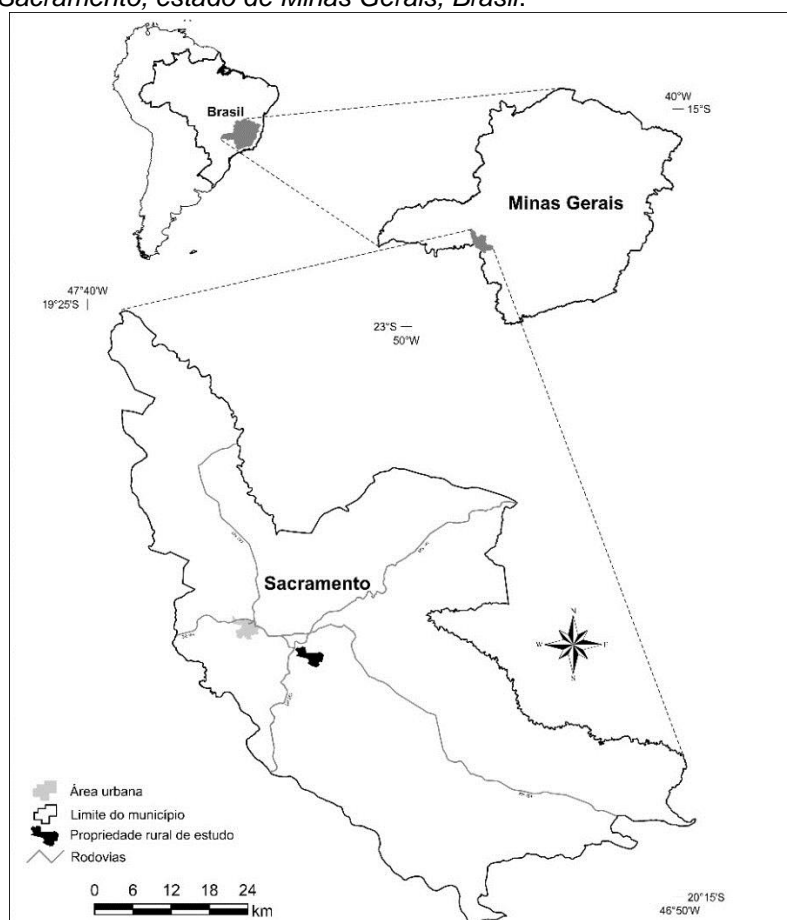 Sacramento, estado de Minas Gerais, Brasil.
Brasil
40°W
15°S
Minas Gerais
47°40'W
19°25'S
23°S
50°W
Sacramento
N
W
E
S
Área urbana
Limite do município
Propriedade rural de estudo
Rodovias
0 6 12 18 24
km
20°15'S
46°50'W